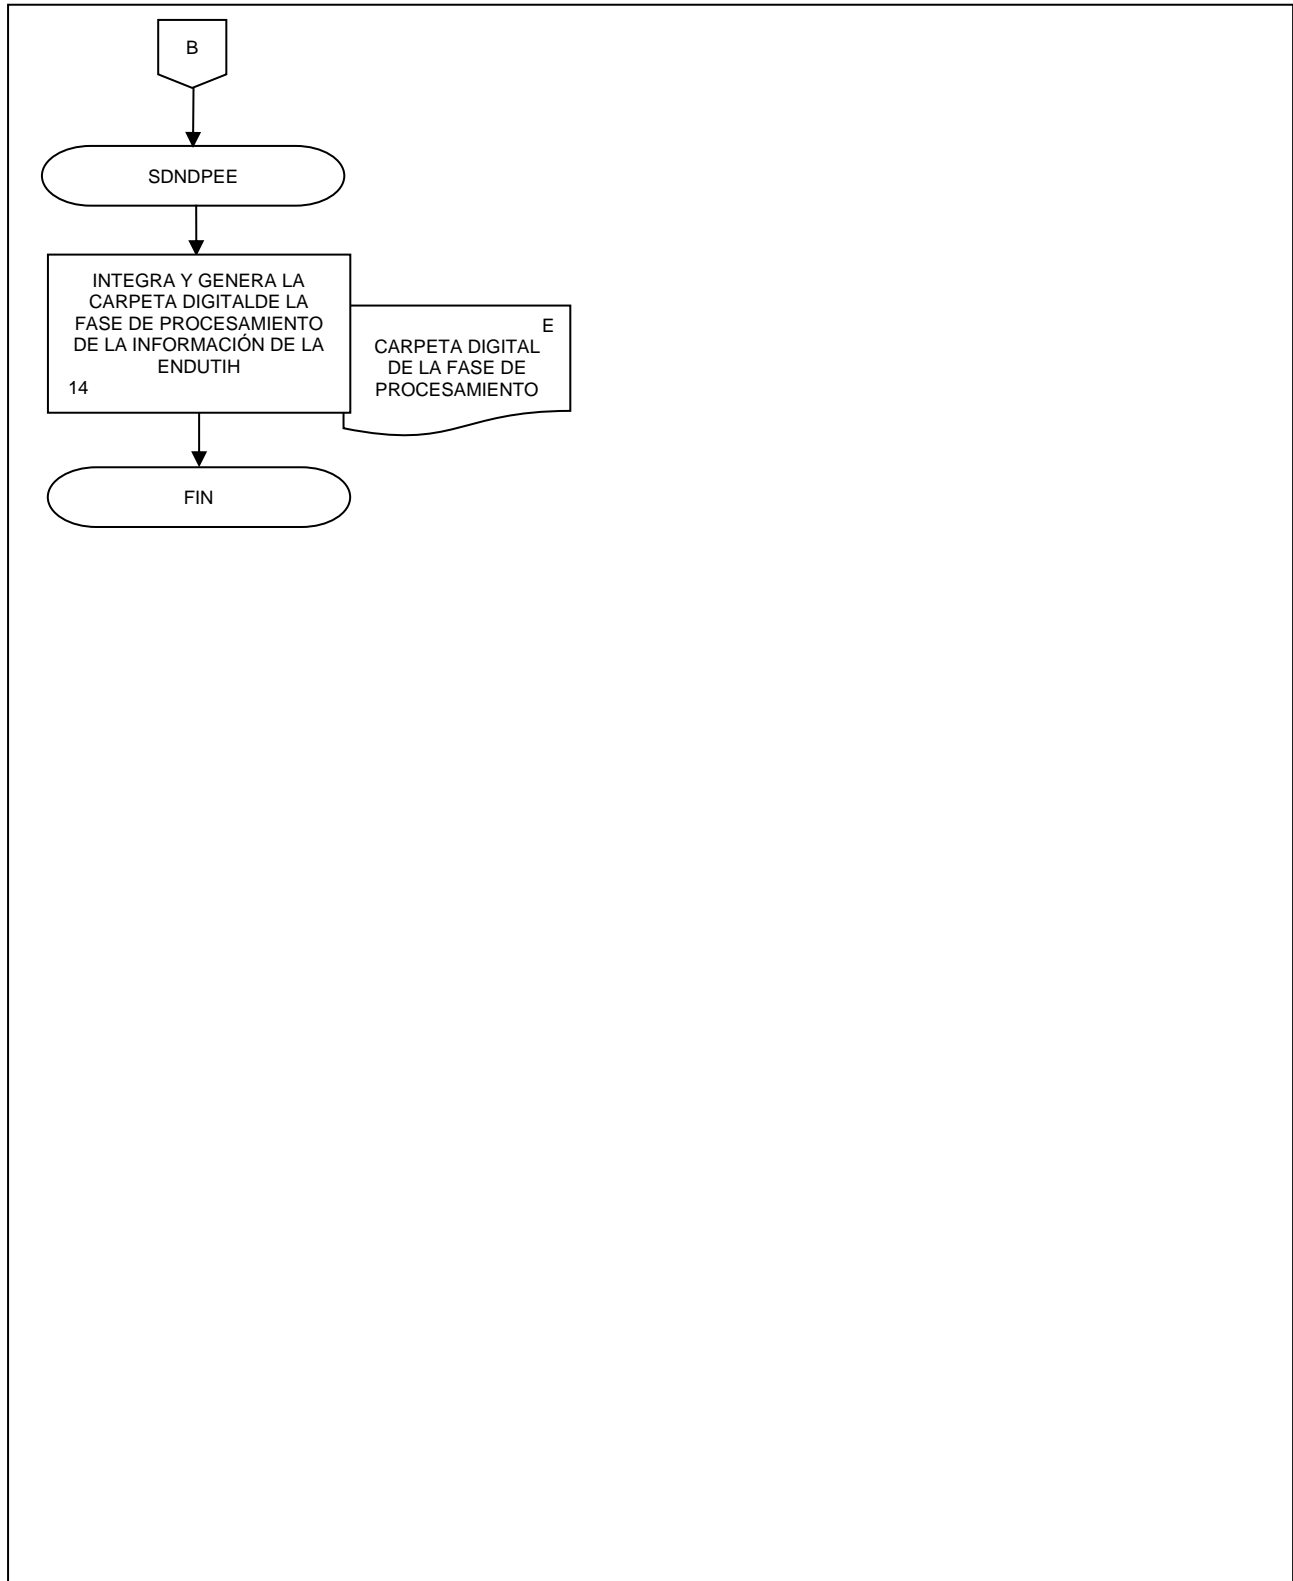 B
SDNDPEE
INTEGRA Y GENERA LA
CARPETA DIGITALDE LA
FASE DE PROCESAMIENTO
DE LA INFORMACIÓN DE LA
ENDUTIH
14
E
CARPETA DIGITAL
DE LA FASE DE
PROCESAMIENTO
FIN